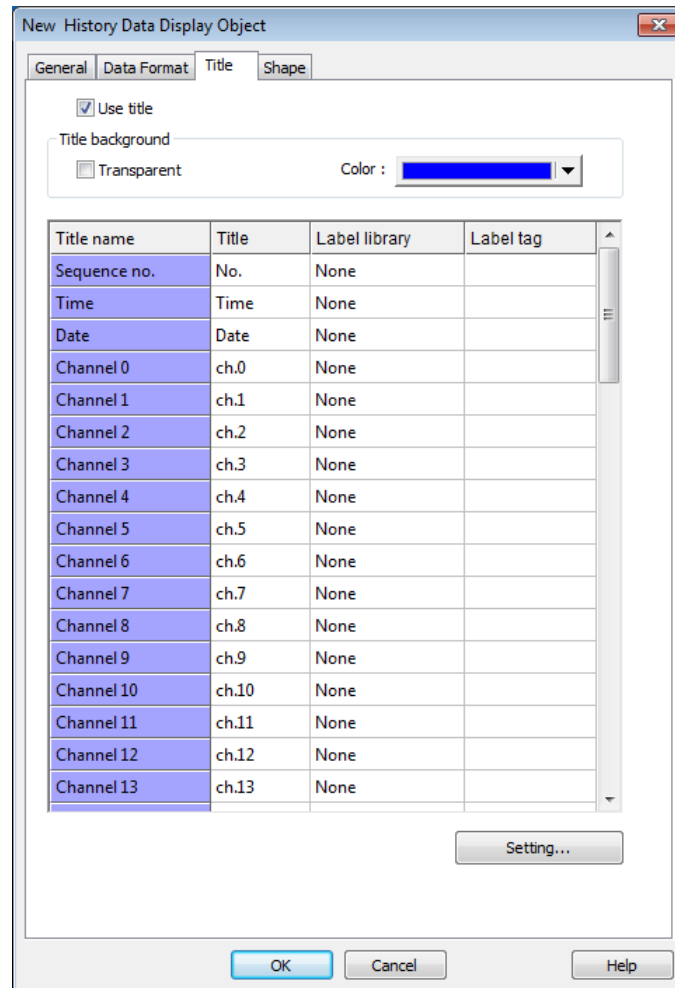 New History Data Display Object
General Data Format Title Shape
Use title
Title background
Transparent Color :
Title name Title Label library Label tag
Sequence no. No. None
Time Time None
Date Date None
Channel 0 ch.0 None
Channel 1 ch.1 None
Channel 2 ch.2 None
Channel 3 ch.3 None
Channel 4 ch.4 None
Channel 5 ch.5 None
Channel 6 ch.6 None
Channel 7 ch.7 None
Channel 8 ch.8 None
Channel 9 ch.9 None
Channel 10 ch.10 None
Channel 11 ch.11 None
Channel 12 ch.12 None
Channel 13 ch.13 None
Setting...
OK Cancel Help